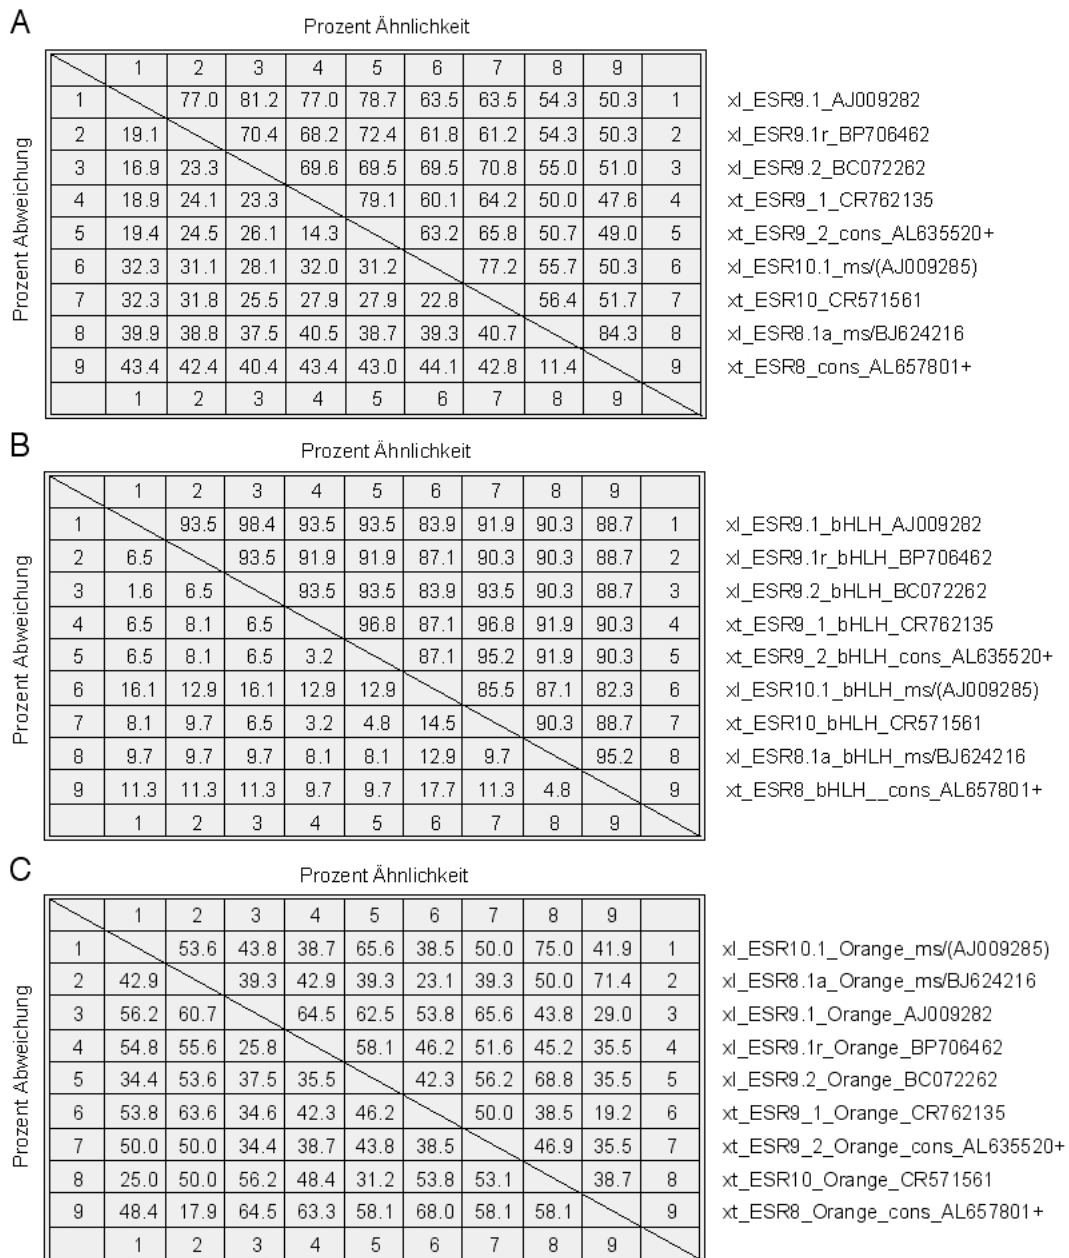 A
Prozent Ähnlichkeit
Prozent Abweichung
1 2 3 4 5 6 7 8 9
1 77.0 81.2 77.0 78.7 63.5 63.5 54.3 50.3 1 xl_ESR9.1_AJ009282
2 19.1 70.4 68.2 72.4 61.8 61.2 54.3 50.3 2 xl_ESR9.1r_BP706462
3 16.9 23.3 69.6 69.5 69.5 70.8 55.0 51.0 3 xl_ESR9.2_BC072262
4 18.9 24.1 23.3 79.1 60.1 64.2 50.0 47.6 4 xt_ESR9_1_CR762135
5 19.4 24.5 26.1 14.3 63.2 65.8 50.7 49.0 5 xt_ESR9_2_cons_AL635520+
6 32.3 31.1 28.1 32.0 31.2 77.2 55.7 50.3 6 xl_ESR10.1_ms/(AJ009285)
7 32.3 31.8 25.5 27.9 27.9 22.8 56.4 51.7 7 xt_ESR10_CR571561
8 39.9 38.8 37.5 40.5 38.7 39.3 40.7 84.3 8 xl_ESR8.1a_ms/BJ624216
9 43.4 42.4 40.4 43.4 43.0 44.1 42.8 11.4 9 xt_ESR8_cons_AL657801+
1 2 3 4 5 6 7 8 9
B
Prozent Ähnlichkeit
Prozent Abweichung
1 2 3 4 5 6 7 8 9
1 93.5 98.4 93.5 93.5 83.9 91.9 90.3 88.7 1 xl_ESR9.1_bHLH_AJ009282
2 6.5 93.5 91.9 91.9 87.1 90.3 90.3 88.7 2 xl_ESR9.1r_bHLH_BP706462
3 1.6 6.5 93.5 93.5 83.9 93.5 90.3 88.7 3 xl_ESR9.2_bHLH_BC072262
4 6.5 8.1 6.5 96.8 87.1 96.8 91.9 90.3 4 xt_ESR9_1_bHLH_CR762135
5 6.5 8.1 6.5 3.2 87.1 95.2 91.9 90.3 5 xt_ESR9_2_bHLH_cons_AL635520+
6 16.1 12.9 16.1 12.9 12.9 85.5 87.1 82.3 6 xl_ESR10.1_bHLH_ms/(AJ009285)
7 8.1 9.7 6.5 3.2 4.8 14.5 90.3 88.7 7 xt_ESR10_bHLH_CR571561
8 9.7 9.7 9.7 8.1 8.1 12.9 9.7 95.2 8 xl_ESR8.1a_bHLH_ms/BJ624216
9 11.3 11.3 11.3 9.7 9.7 17.7 11.3 4.8 9 xt_ESR8_bHLH__cons_AL657801+
1 2 3 4 5 6 7 8 9
C
Prozent Ähnlichkeit
Prozent Abweichung
1 2 3 4 5 6 7 8 9
1 53.6 43.8 38.7 65.6 38.5 50.0 75.0 41.9 1 xl_ESR10.1_Orange_ms/(AJ009285)
2 42.9 39.3 42.9 39.3 23.1 39.3 50.0 71.4 2 xl_ESR8.1a_Orange_ms/BJ624216
3 56.2 60.7 64.5 62.5 53.8 65.6 43.8 29.0 3 xl_ESR9.1_Orange_AJ009282
4 54.8 55.6 25.8 58.1 46.2 51.6 45.2 35.5 4 xl_ESR9.1r_Orange_BP706462
5 34.4 53.6 37.5 35.5 42.3 56.2 68.8 35.5 5 xl_ESR9.2_Orange_BC072262
6 53.8 63.6 34.6 42.3 46.2 50.0 38.5 19.2 6 xt_ESR9_1_Orange_CR762135
7 50.0 50.0 34.4 38.7 43.8 38.5 46.9 35.5 7 xt_ESR9_2_Orange_cons_AL635520+
8 25.0 50.0 56.2 48.4 31.2 53.8 53.1 38.7 8 xt_ESR10_Orange_CR571561
9 48.4 17.9 64.5 63.3 58.1 68.0 58.1 58.1 9 xt_ESR8_Orange_cons_AL657801+
1 2 3 4 5 6 7 8 9